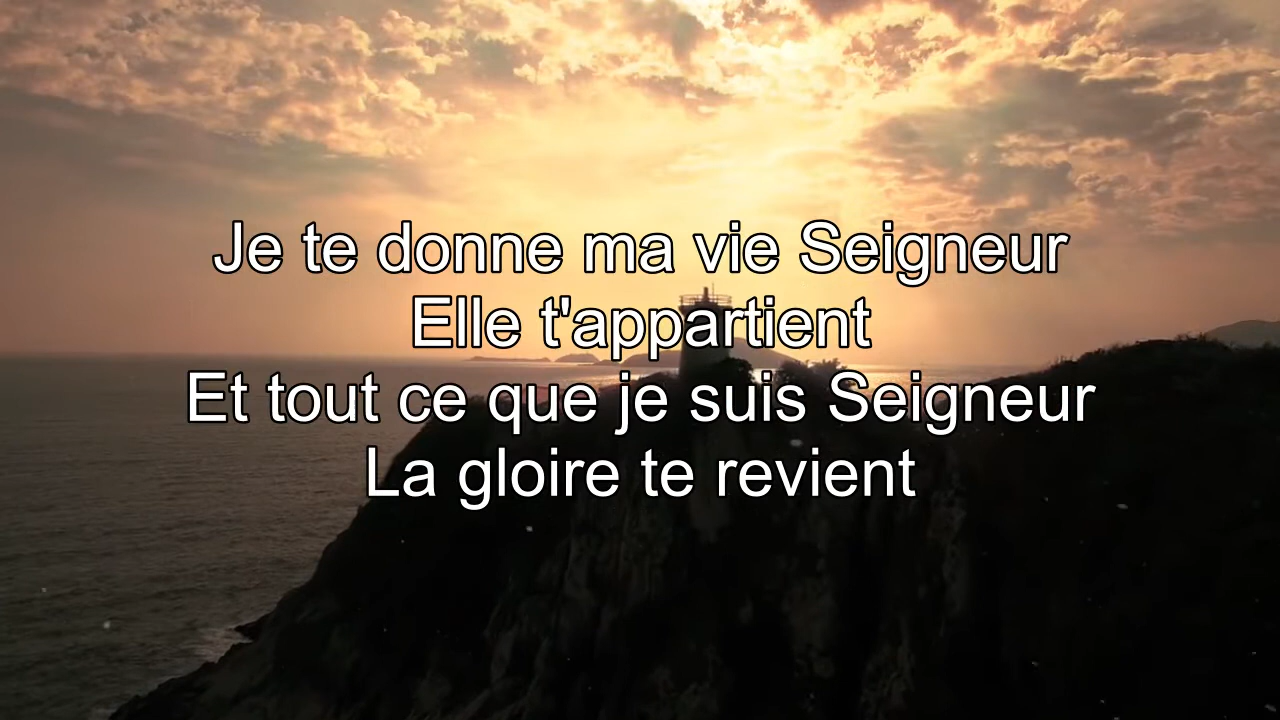 Je te donne ma vie Seigneur
Elle t'appartient
Et tout ce que je suis Seigneur
La gloire te revient